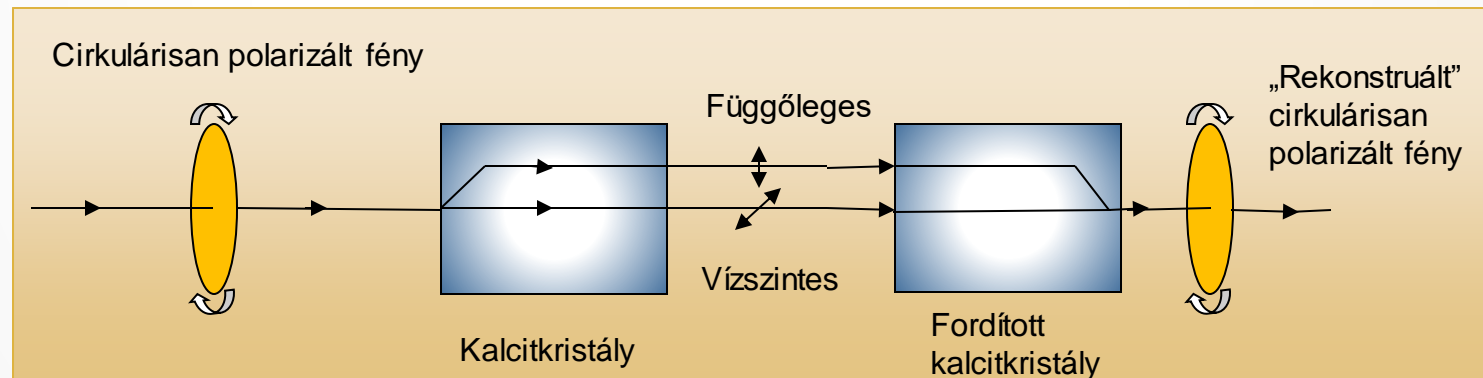 Cirkulárisan polarizált fény
Függőleges
„Rekonstruált”
cirkulárisan
polarizált fény
Vízszintes
Kalcitkristály
Fordított
kalcitkristály